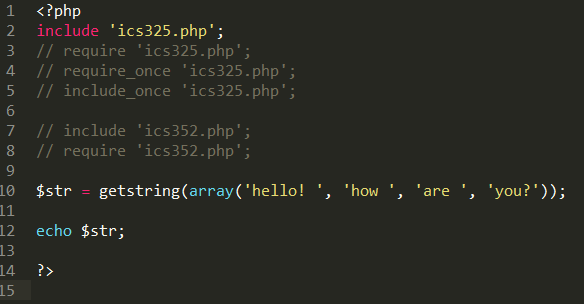 1 <?php
2 include 'ics325.php';
3 // require 'ics325.php';
4 // require_once 'ics325.php';
5 // include_once 'ics325.php';
6
7 // include 'ics352.php';
8 // require 'ics352.php';
9
10 $str = getstring(array('hello! ', 'how ', 'are ', 'you?'));
11
12 echo $str;
13
14 ?>
15